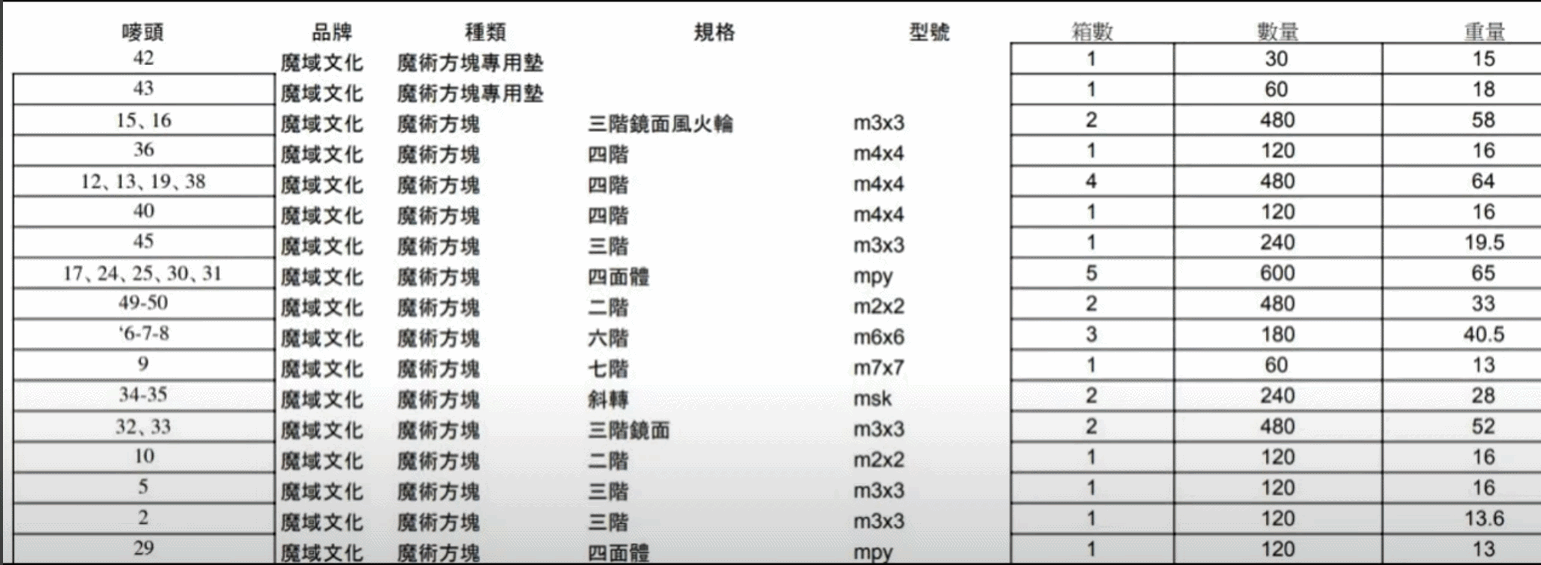 嘜頭 品牌 種類 規格 型號 箱數 數量 重量
42 魔域文化 魔術方塊專用墊 1 30 15
43 魔域文化 魔術方塊專用墊 1 60 18
15、16 魔域文化 魔術方塊 三階鏡面風火輪 m3x3 2 480 58
36 魔域文化 魔術方塊 四階 m4x4 1 120 16
12、13、19、38 魔域文化 魔術方塊 四階 m4x4 4 480 64
40 魔域文化 魔術方塊 四階 m4x4 1 120 16
45 魔域文化 魔術方塊 三階 m3x3 1 240 19.5
17、24、25、30、31 魔域文化 魔術方塊 四面體 mpy 5 600 65
49-50 魔域文化 魔術方塊 二階 m2x2 2 480 33
‘6-7-8 魔域文化 魔術方塊 六階 m6x6 3 180 40.5
9 魔域文化 魔術方塊 七階 m7x7 1 60 13
34-35 魔域文化 魔術方塊 斜轉 msk 2 240 28
32、33 魔域文化 魔術方塊 三階鏡面 m3x3 2 480 52
10 魔域文化 魔術方塊 二階 m2x2 1 120 16
5 魔域文化 魔術方塊 三階 m3x3 1 120 16
2 魔域文化 魔術方塊 三階 m3x3 1 120 13.6
29 魔域文化 魔術方塊 四面體 mpy 1 120 13